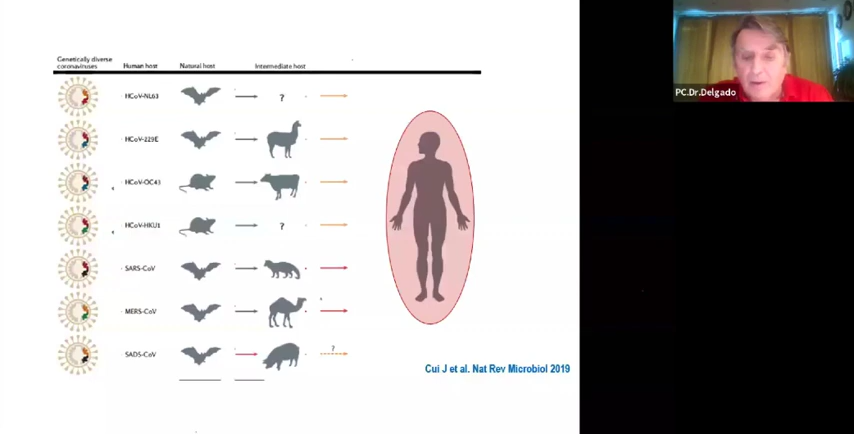 Genetically diverse
coronaviruses
Human host
Natural host
Intermediate host
HCoV-NL63
?
HCoV-229E
HCoV-OC43
HCoV-HKU1
?
SARS-CoV
MERS-CoV
SADS-CoV
?
Cui J et al. Nat Rev Microbiol 2019
PC.Dr.Delgado